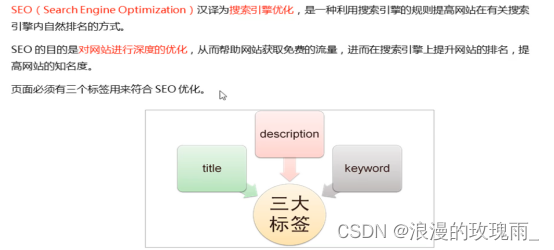 SEO（Search Engine Optimization）汉译为搜索引擎优化，是一种利用搜索引擎的规则提高网站在有关搜索
引擎内自然排名的方式。
SEO 的目的是对网站进行深度的优化，从而帮助网站获取免费的流量，进而在搜索引擎上提升网站的排名，提
高网站的知名度。
页面必须有三个标签用来符合 SEO 优化。
description
title
keyword
三大
标签
CSDN @浪漫的玫瑰雨_